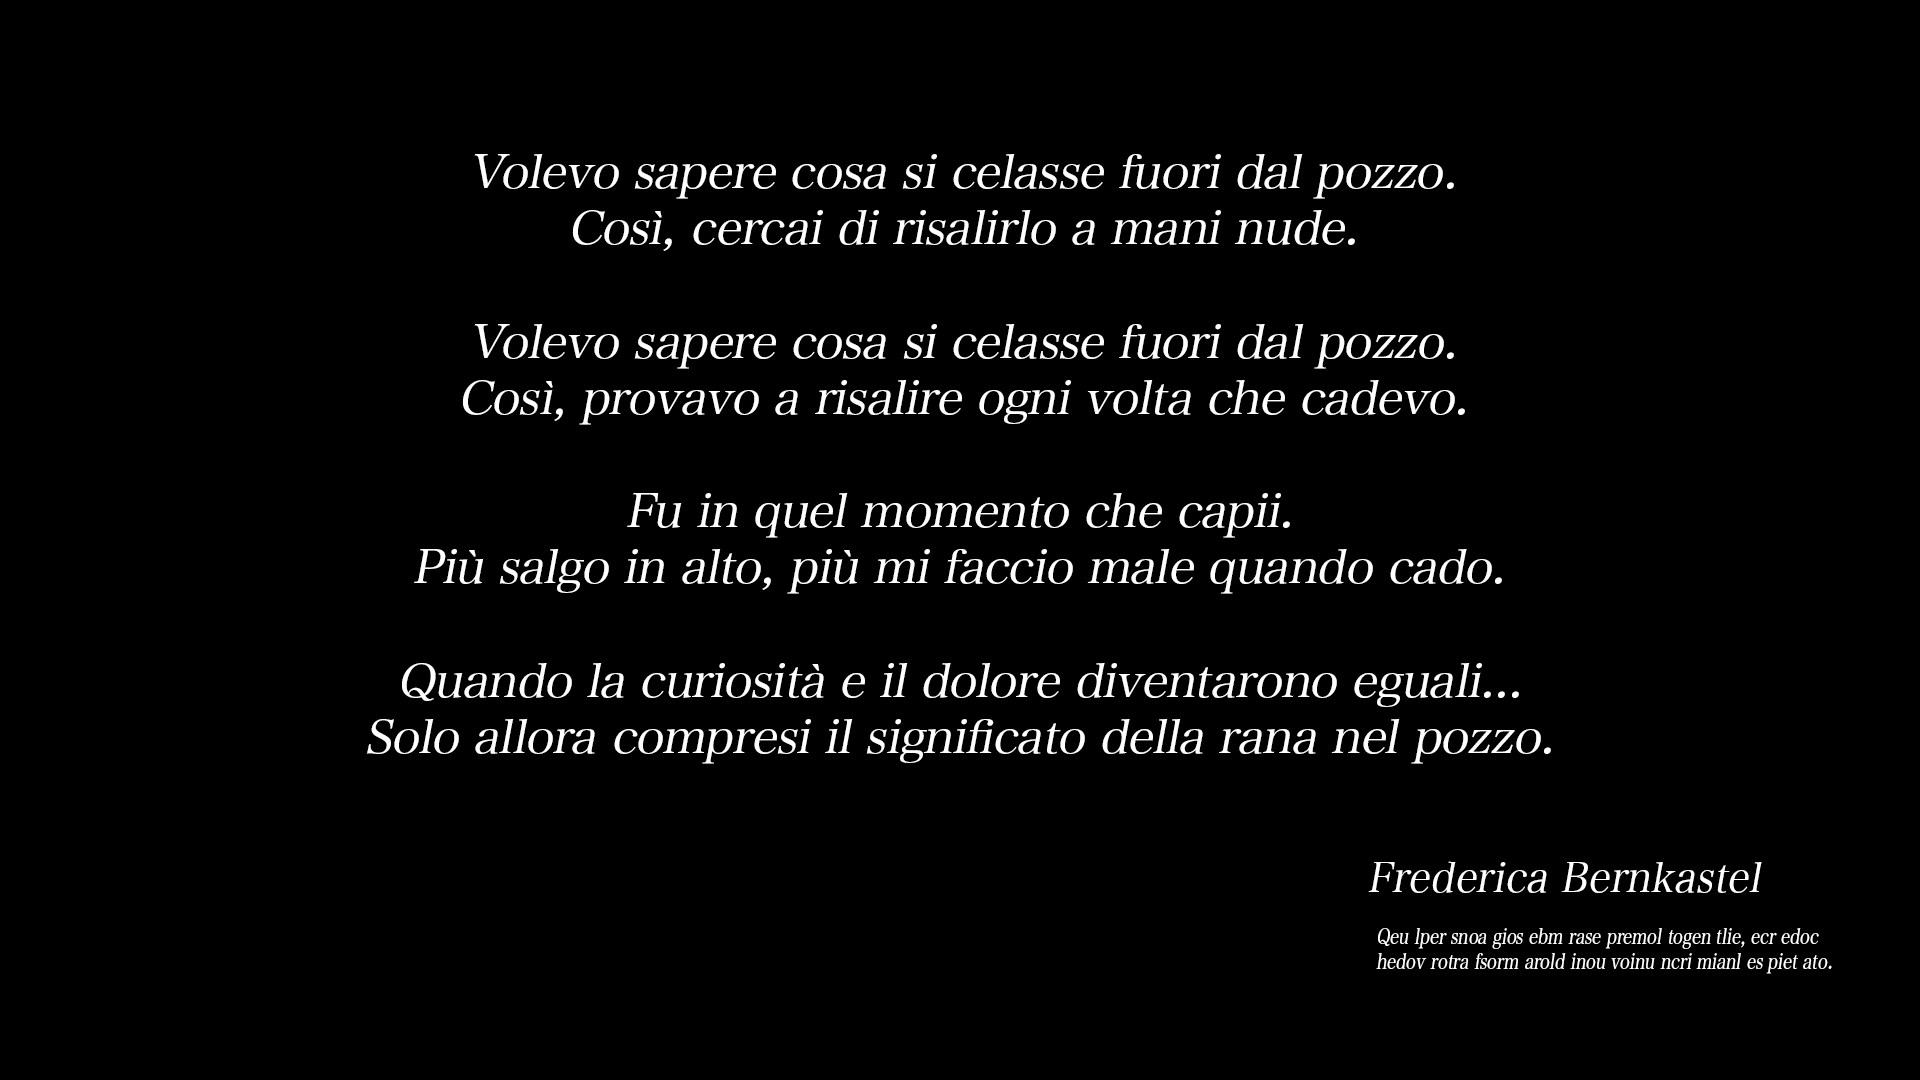 Volevo sapere cosa si celasse fuori dal pozzo.
Così, cercai di risalirlo a mani nude.
Volevo sapere cosa si celasse fuori dal pozzo.
Così, provavo a risalire ogni volta che cadevo.
Fu in quel momento che capii.
Più salgo in alto, più mi faccio male quando cado.
Quando la curiosità e il dolore diventarono eguali...
Solo allora compresi il significato della rana nel pozzo.
Frederica Bernkastel
Qeu lper snoa gios ebm rase premol togen tlie, ecr edoc
hedov rotra fsorm arold inou voinu ncri mianl es piet ato.